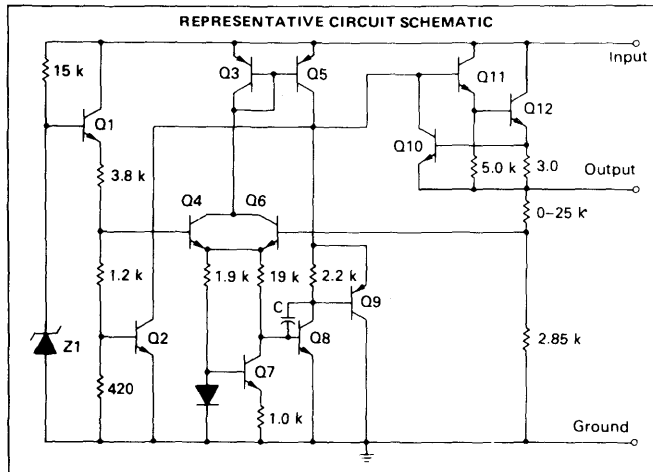 REPRESENTATIVE CIRCUIT SCHEMATIC
Input
15 k
Q3
Q5
Q11
Q1
Q12
Q10
3.8 k
5.0 k
3.0
Output
Q4
Q6
0–25 k
1.2 k
1.9 k
19 k
2.2 k
C
Q9
Q2
Q8
Z1
2.85 k
Q7
420
1.0 k
Ground